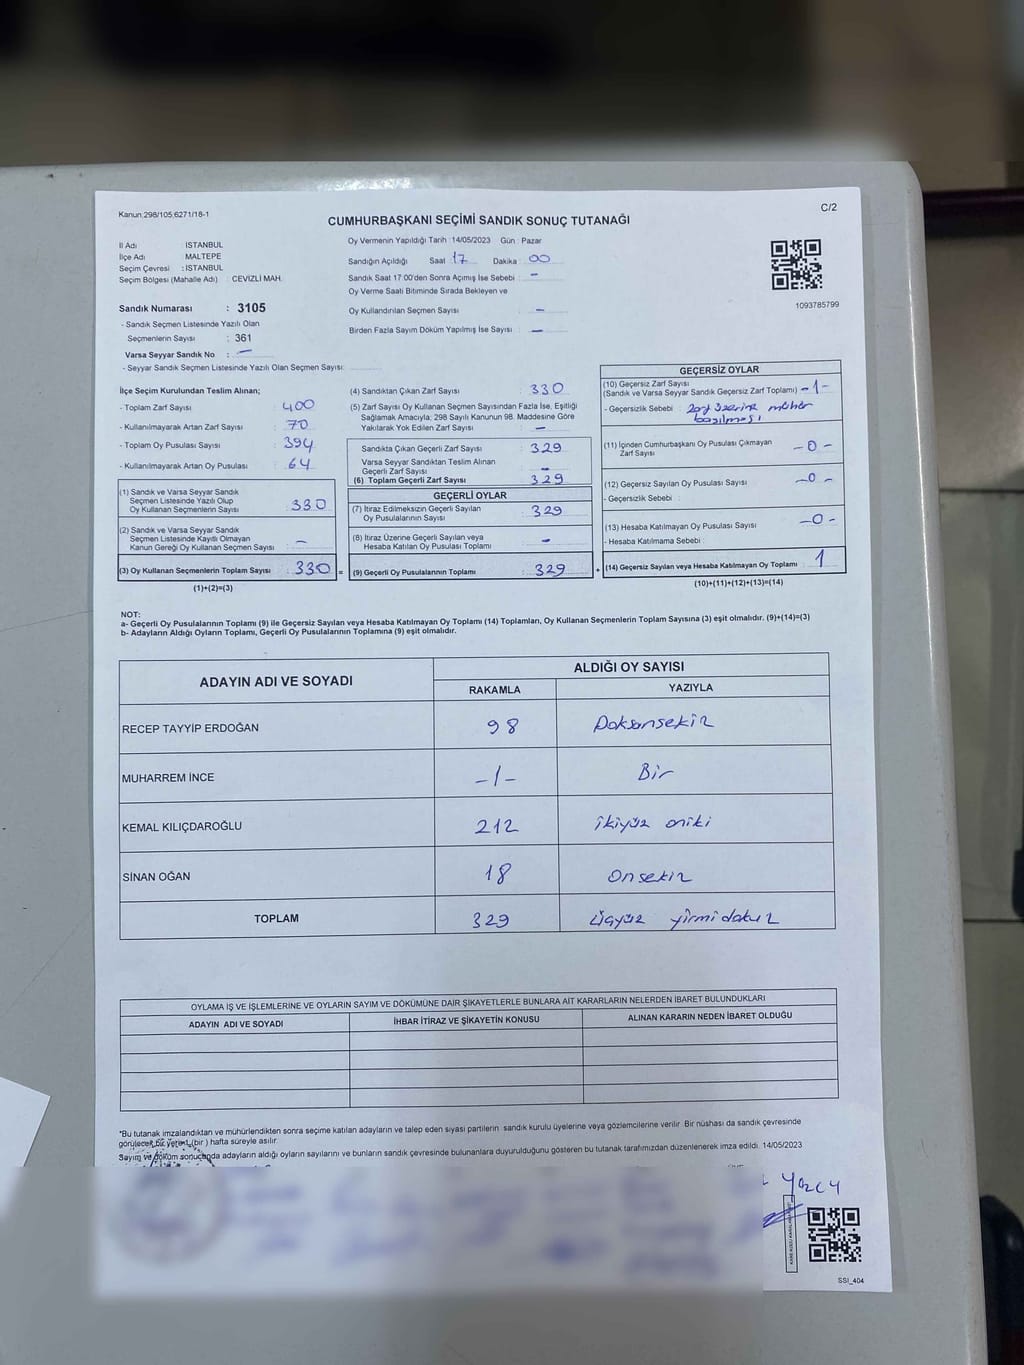 Kanun:298/105;6271/18-1
C/2
CUMHURBAŞKANI SEÇİMİ SANDIK SONUÇ TUTANAĞI
İl Adı : İSTANBUL
İlçe Adı : MALTEPE
Seçim Çevresi : İSTANBUL
Seçim Bölgesi (Mahalle Adı) : CEVİZLİ MAH.
Oy Vermenin Yapıldığı Tarih : 14/05/2023 Gün : Pazar
Sandığın Açıldığı Saat : 17 Dakika : 00
Sandık Saat 17:00'den Sonra Açımış İse Sebebi : -
Oy Verme Saati Bitiminde Sırada Bekleyen ve
Oy Kullandırılan Seçmen Sayısı : -
Birden Fazla Sayım Döküm Yapılmış İse Sayısı : -
1093785799
Sandık Numarası : 3105
- Sandık Seçmen Listesinde Yazılı Olan
Seçmenlerin Sayısı : 361
Varsa Seyyar Sandık No : -
- Seyyar Sandık Seçmen Listesinde Yazılı Olan Seçmen Sayısı:
İlçe Seçim Kurulundan Teslim Alınan;
- Toplam Zarf Sayısı : 400
- Kullanılmayarak Artan Zarf Sayısı : 70
- Toplam Oy Pusulası Sayısı : 394
- Kullanılmayarak Artan Oy Pusulası : 64
(1) Sandık ve Varsa Seyyar Sandık
Seçmen Listesinde Yazılı Olup
Oy Kullanan Seçmenlerin Sayısı : 330
(2) Sandık ve Varsa Seyyar Sandık
Seçmen Listesinde Kayıtlı Olmayan
Kanun Gereği Oy Kullanan Seçmen Sayısı : -
(3) Oy Kullanan Seçmenlerin Toplam Sayısı : 330 =
(1)+(2)=(3)
(4) Sandıktan Çıkan Zarf Sayısı : 330
(5) Zarf Sayısı Oy Kullanan Seçmen Sayısından Fazla İse, Eşitliği
Sağlamak Amacıyla; 298 Sayılı Kanunun 98. Maddesine Göre
Yakılarak Yok Edilen Zarf Sayısı : -
Sandıkta Çıkan Geçerli Zarf Sayısı : 329
Varsa Seyyar Sandıktan Teslim Alınan
Geçerli Zarf Sayısı : -
(6) Toplam Geçerli Zarf Sayısı : 329
GEÇERLİ OYLAR
(7) İtiraz Edilmeksizin Geçerli Sayılan
Oy Pusulalarının Sayısı : 329
(8) İtiraz Üzerine Geçerli Sayılan veya
Hesaba Katılan Oy Pusulası Toplamı : -
(9) Geçerli Oy Pusulalarının Toplamı : 329 +
GEÇERSİZ OYLAR
(10) Geçersiz Zarf Sayısı
(Sandık ve Varsa Seyyar Sandık Geçersiz Zarf Toplamı) : -1-
- Geçersizlik Sebebi : zarf üzerine mühür
basılması
(11) İçinden Cumhurbaşkanı Oy Pusulası Çıkmayan
Zarf Sayısı : -0-
(12) Geçersiz Sayılan Oy Pusulası Sayısı : -0-
- Geçersizlik Sebebi :
(13) Hesaba Katılmayan Oy Pusulası Sayısı : -0-
- Hesaba Katılmama Sebebi :
(14) Geçersiz Sayılan veya Hesaba Katılmayan Oy Toplamı : 1
(10)+(11)+(12)+(13)=(14)
NOT:
a- Geçerli Oy Pusulalarının Toplamı (9) ile Geçersiz Sayılan veya Hesaba Katılmayan Oy Toplamı (14) Toplamları, Oy Kullanan Seçmenlerin Toplam Sayısına (3) eşit olmalıdır. (9)+(14)=(3)
b- Adayların Aldığı Oyların Toplamı, Geçerli Oy Pusulalarının Toplamına (9) eşit olmalıdır.
ADAYIN ADI VE SOYADI
ALDIĞI OY SAYISI
RAKAMLA YAZIYLA
RECEP TAYYİP ERDOĞAN 98 Doksansekiz
MUHARREM İNCE -1- Bir
KEMAL KILIÇDAROĞLU 212 ikiyüz oniki
SİNAN OĞAN 18 Onsekiz
TOPLAM 329 üçyüz yirmidokuz
OYLAMA İŞ VE İŞLEMLERİNE VE OYLARIN SAYIM VE DÖKÜMÜNE DAİR ŞİKAYETLERLE BUNLARA AİT KARARLARIN NELERDEN İBARET BULUNDUKLARI
ADAYIN ADI VE SOYADI İHBAR İTİRAZ VE ŞİKAYETİN KONUSU ALINAN KARARIN NEDEN İBARET OLDUĞU
*Bu tutanak imzalandıktan ve mühürlendikten sonra seçime katılan adayların ve talep eden siyasi partilerin sandık kurulu üyelerine veya gözlemcilerine verilir. Bir nüshası da sandık çevresinde
görülecek bir yere 1 (bir) hafta süreyle asılır.
Sayım ve döküm sonucunda adayların aldığı oyların sayılarını ve bunların sandık çevresinde bulunanlara duyurulduğunu gösteren bu tutanak tarafımızdan düzenlenerek imza edildi. 14/05/2023
SSI_404